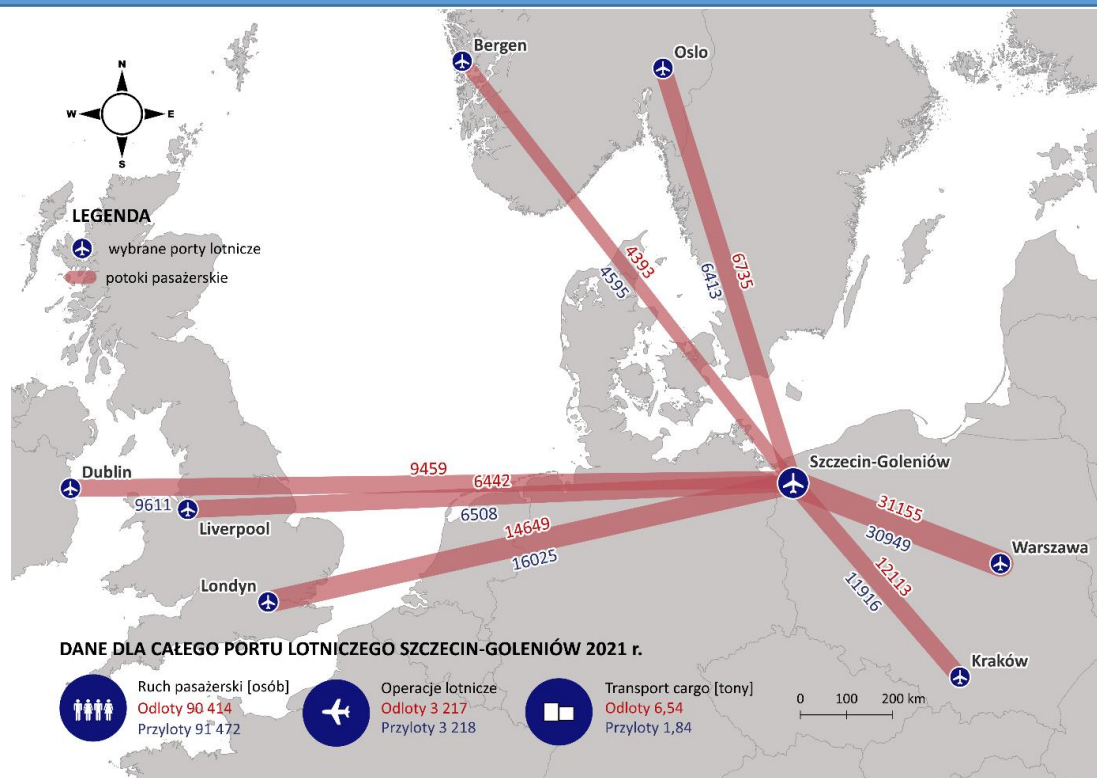 Bergen
Oslo
N
W
E
S
LEGENDA
wybrane porty lotnicze
potoki pasażerskie
4393
4595
6735
6413
Dublin
9459
6442
Szczecin-Goleniów
9611
Liverpool
6508
14649
16025
31155
30949
Warszawa
Londyn
12113
11916
Kraków
DANE DLA CAŁEGO PORTU LOTNICZEGO SZCZECIN-GOLENIÓW 2021 r.
Ruch pasażerski [osób]
Odloty 90 414
Przyloty 91 472
Operacje lotnicze
Odloty 3 217
Przyloty 3 218
Transport cargo [tony]
Odloty 6,54
Przyloty 1,84
0 100 200 km